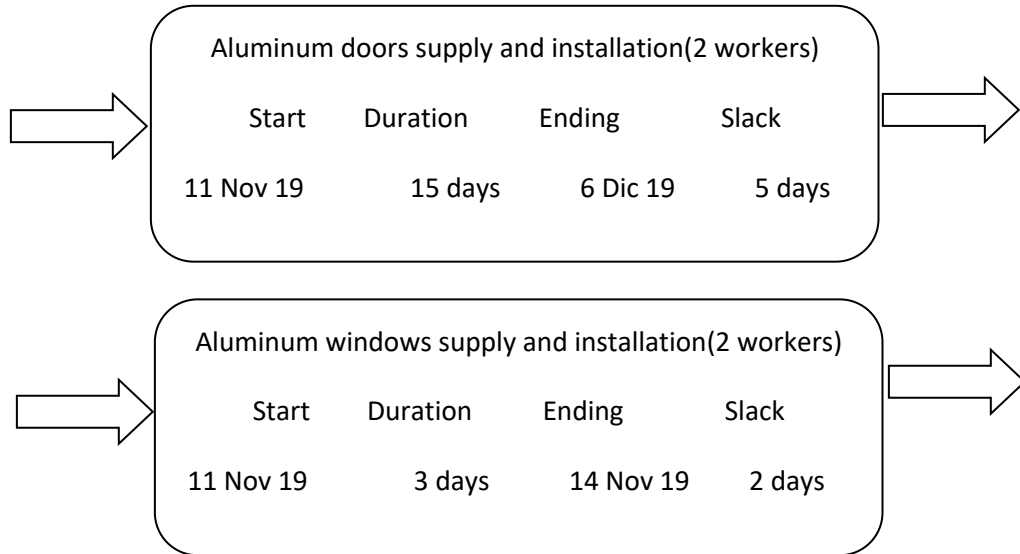 Aluminum doors supply and installation(2 workers)
Start Duration Ending Slack
11 Nov 19 15 days 6 Dic 19 5 days
Aluminum windows supply and installation(2 workers)
Start Duration Ending Slack
11 Nov 19 3 days 14 Nov 19 2 days